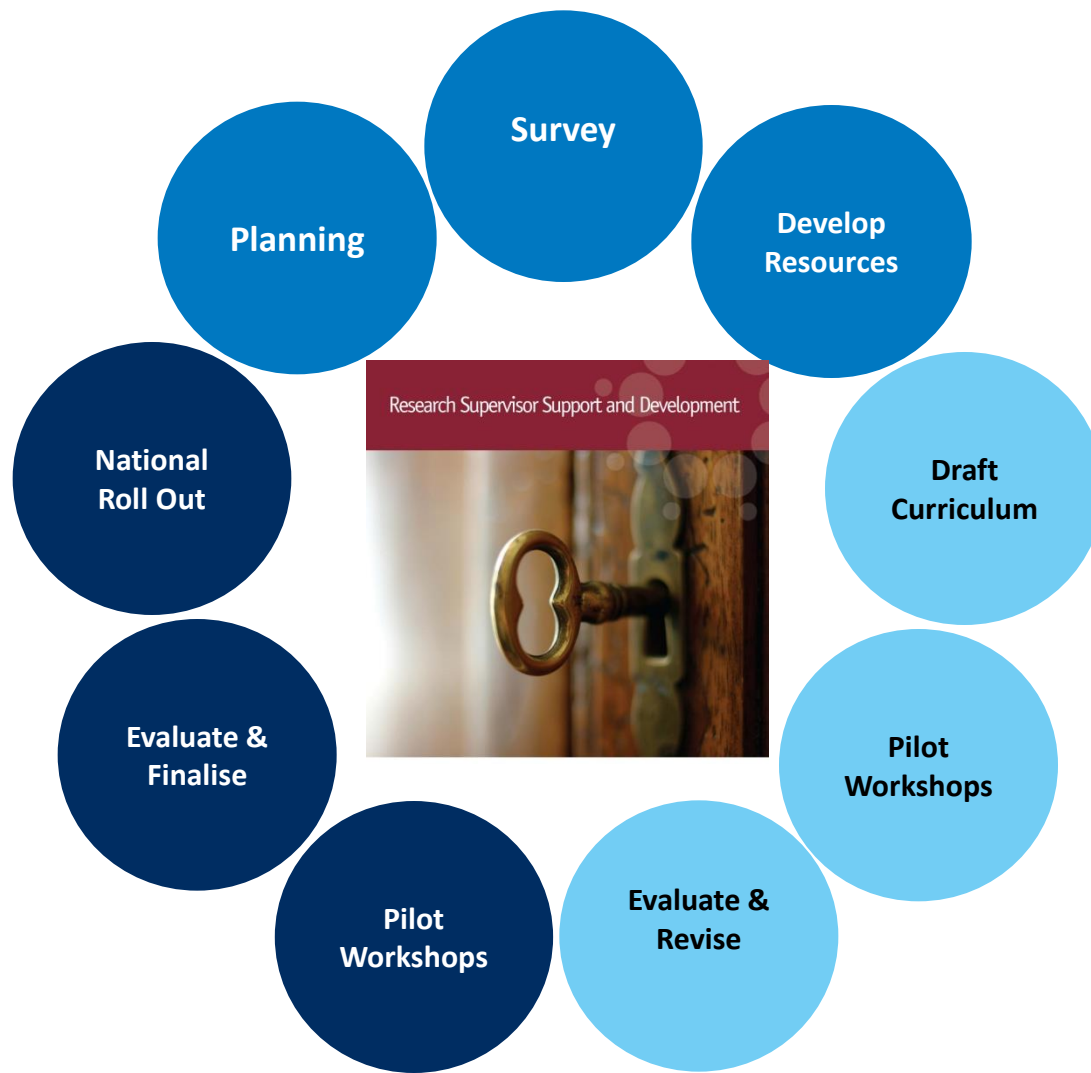 Survey
Planning
Develop
Resources
Research Supervisor Support and Development
National
Roll Out
Draft
Curriculum
Evaluate &
Finalise
Pilot
Workshops
Pilot
Workshops
Evaluate &
Revise